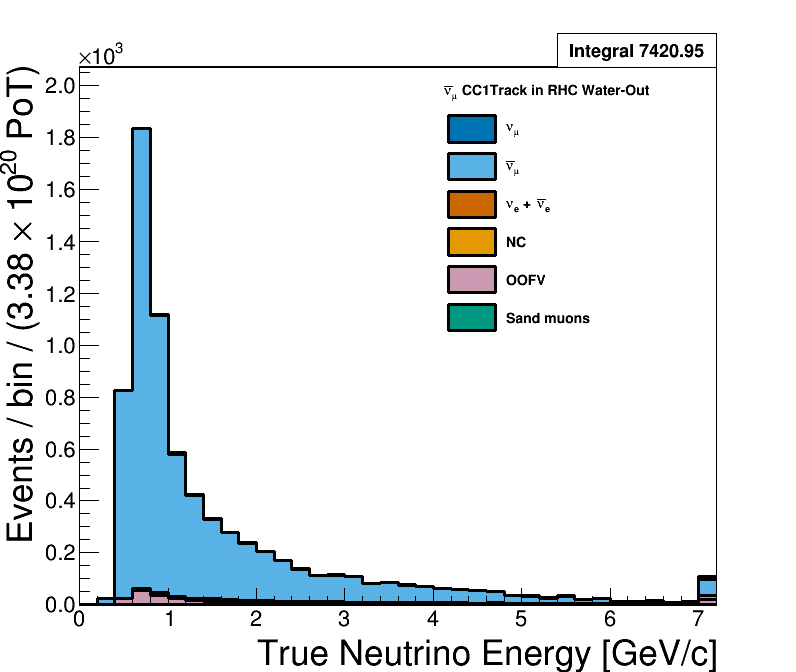 Integral 7420.95
×10³
ν̅μ CC1Track in RHC Water-Out
νμ
ν̅μ
νe + ν̅e
NC
OOFV
Sand muons
Events / bin / (3.38 × 10²⁰ PoT)
2.0
1.8
1.6
1.4
1.2
1.0
0.8
0.6
0.4
0.2
0.0
0 1 2 3 4 5 6 7
True Neutrino Energy [GeV/c]